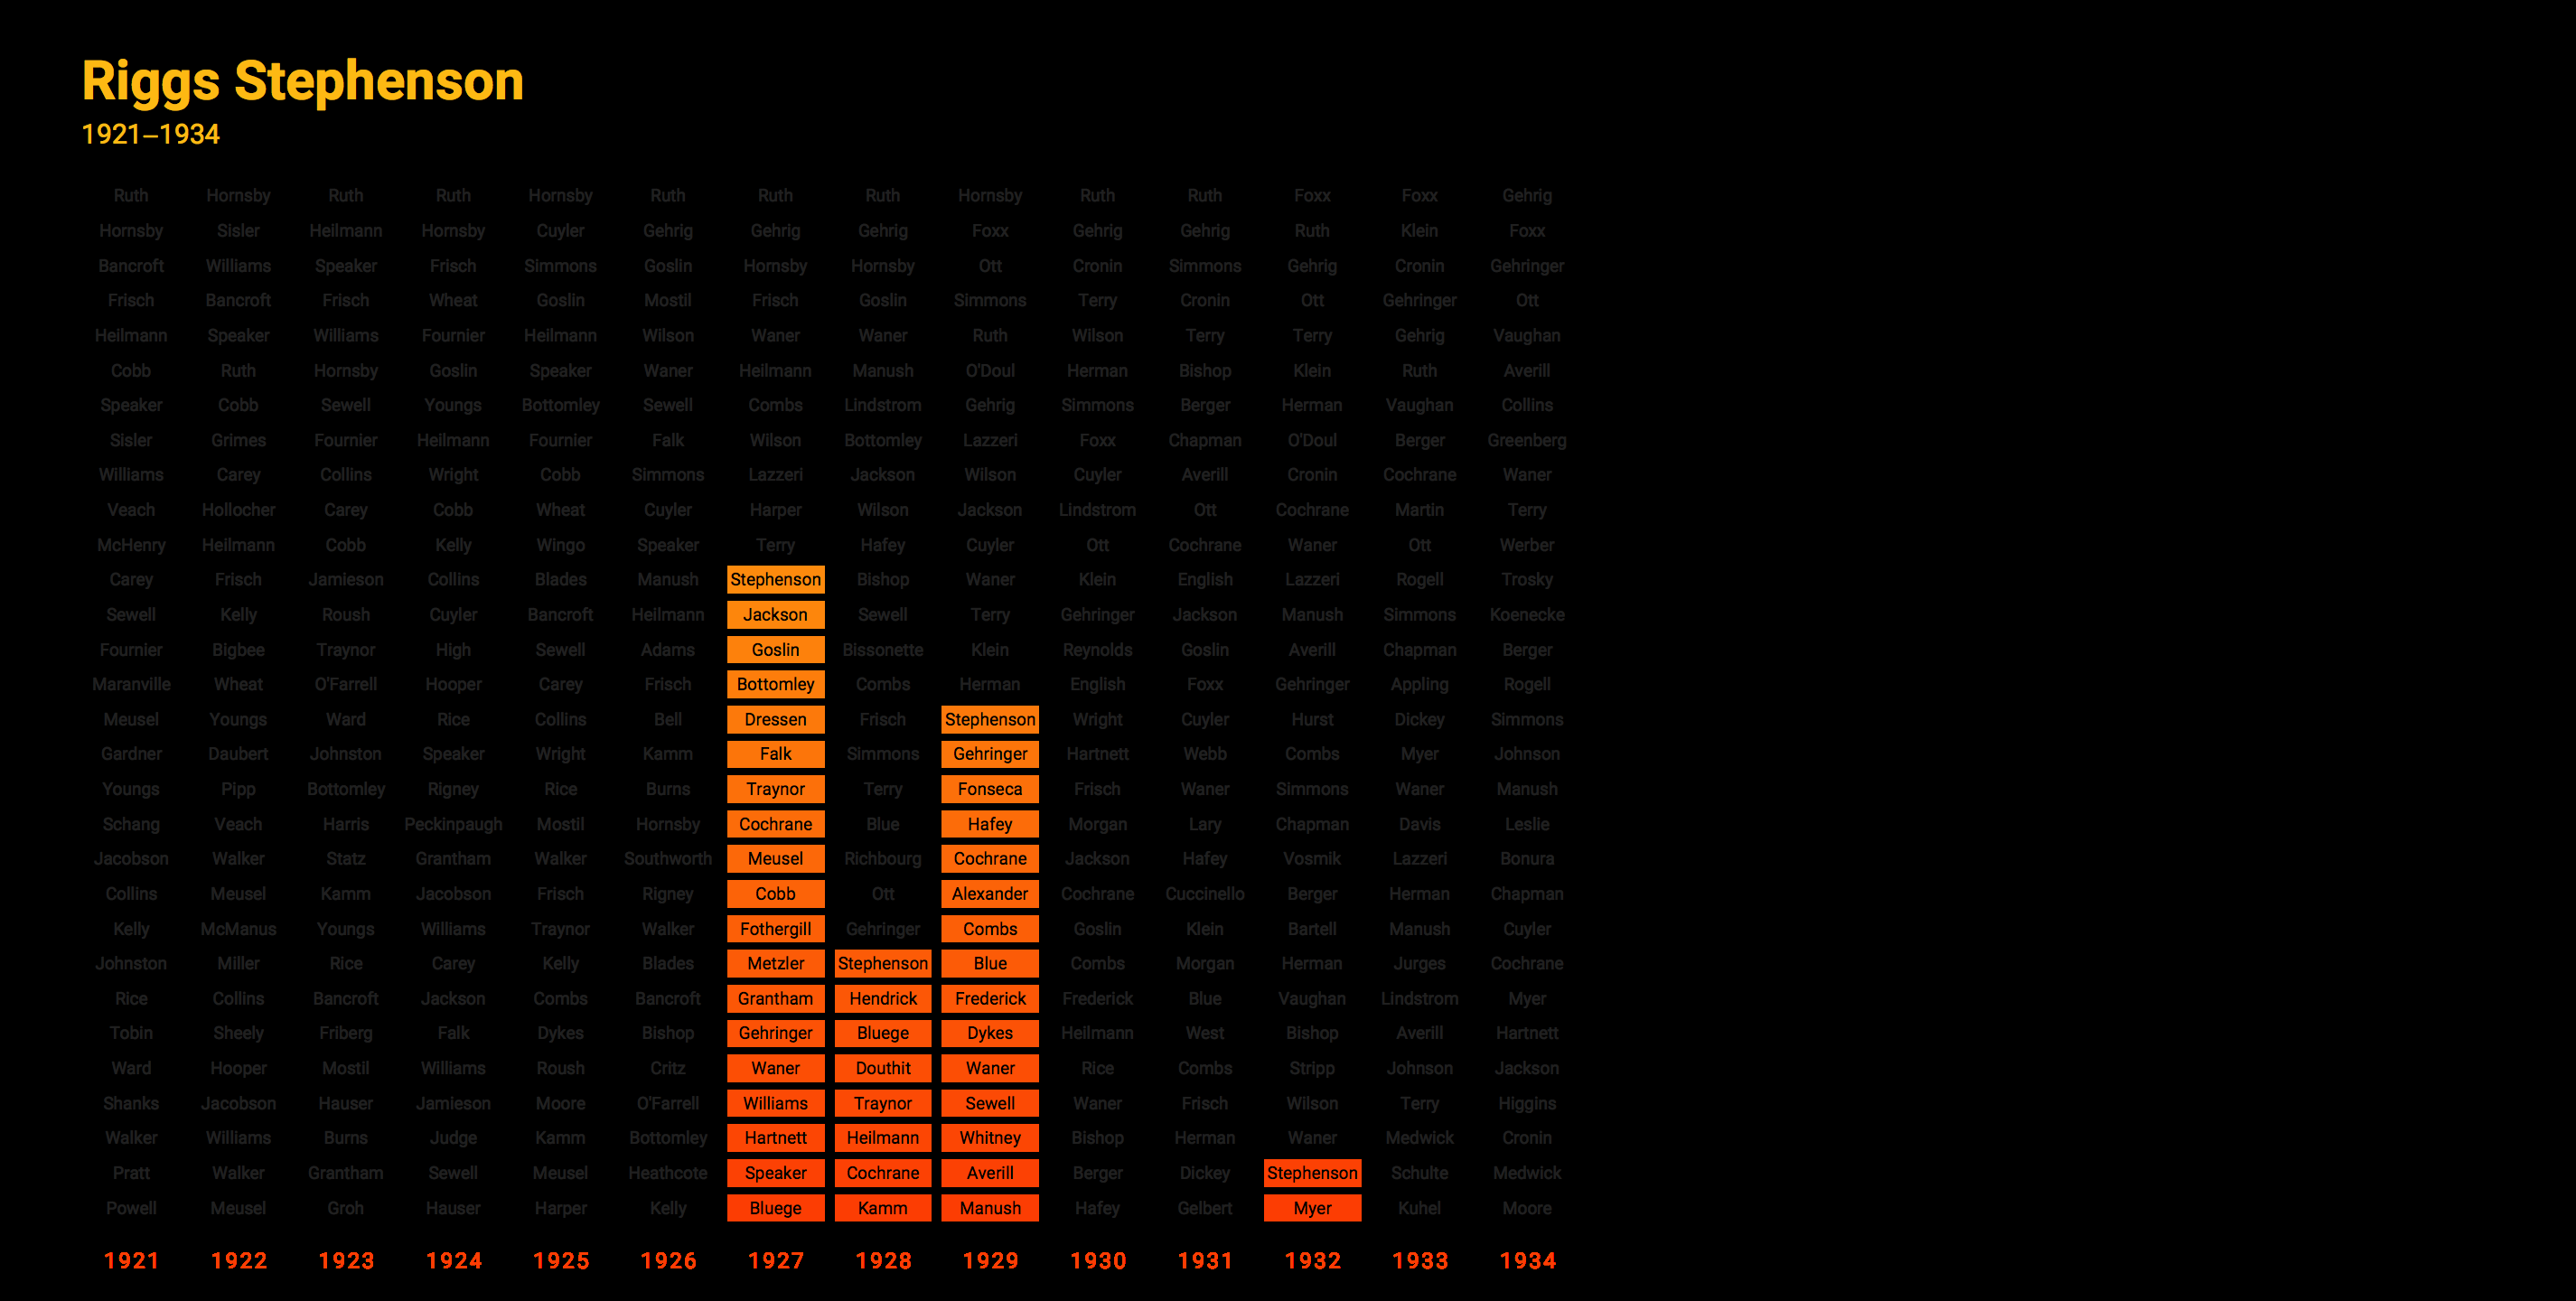 Riggs Stephenson
1921–1934
Ruth Hornsby Ruth Ruth Hornsby Ruth Ruth Ruth Hornsby Ruth Ruth Foxx Foxx Gehrig
Hornsby Sisler Heilmann Hornsby Cuyler Gehrig Gehrig Gehrig Foxx Gehrig Gehrig Ruth Klein Foxx
Bancroft Williams Speaker Frisch Simmons Goslin Hornsby Hornsby Ott Cronin Simmons Gehrig Cronin Gehringer
Frisch Bancroft Frisch Wheat Goslin Mostil Frisch Goslin Simmons Terry Cronin Ott Gehringer Ott
Heilmann Speaker Williams Fournier Heilmann Wilson Waner Waner Ruth Wilson Terry Terry Gehrig Vaughan
Cobb Ruth Hornsby Goslin Speaker Waner Heilmann Manush O'Doul Herman Bishop Klein Ruth Averill
Speaker Cobb Sewell Youngs Bottomley Sewell Combs Lindstrom Gehrig Simmons Berger Herman Vaughan Collins
Sisler Grimes Fournier Heilmann Fournier Falk Wilson Bottomley Lazzeri Foxx Chapman O'Doul Berger Greenberg
Williams Carey Collins Wright Cobb Simmons Lazzeri Jackson Wilson Cuyler Averill Cronin Cochrane Waner
Veach Hollocher Carey Cobb Wheat Cuyler Harper Wilson Jackson Lindstrom Ott Cochrane Martin Terry
McHenry Heilmann Cobb Kelly Wingo Speaker Terry Hafey Cuyler Ott Cochrane Waner Ott Werber
Carey Frisch Jamieson Collins Blades Manush Stephenson Bishop Waner Klein English Lazzeri Rogell Trosky
Sewell Kelly Roush Cuyler Bancroft Heilmann Jackson Sewell Terry Gehringer Jackson Manush Simmons Koenecke
Fournier Bigbee Traynor High Sewell Adams Goslin Bissonette Klein Reynolds Goslin Averill Chapman Berger
Maranville Wheat O'Farrell Hooper Carey Frisch Bottomley Combs Herman English Foxx Gehringer Appling Rogell
Meusel Youngs Ward Rice Collins Bell Dressen Frisch Stephenson Wright Cuyler Hurst Dickey Simmons
Gardner Daubert Johnston Speaker Wright Kamm Falk Simmons Gehringer Hartnett Webb Combs Myer Johnson
Youngs Pipp Bottomley Rigney Rice Burns Traynor Terry Fonseca Frisch Waner Simmons Waner Manush
Schang Veach Harris Peckinpaugh Mostil Hornsby Cochrane Blue Hafey Morgan Lary Chapman Davis Leslie
Jacobson Walker Statz Grantham Walker Southworth Meusel Richbourg Cochrane Jackson Hafey Vosmik Lazzeri Bonura
Collins Meusel Kamm Jacobson Frisch Rigney Cobb Ott Alexander Cochrane Cuccinello Berger Herman Chapman
Kelly McManus Youngs Williams Traynor Walker Fothergill Gehringer Combs Goslin Klein Bartell Manush Cuyler
Johnston Miller Rice Carey Kelly Blades Metzler Stephenson Blue Combs Morgan Herman Jurges Cochrane
Rice Collins Bancroft Jackson Combs Bancroft Grantham Hendrick Frederick Frederick Blue Vaughan Lindstrom Myer
Tobin Sheely Friberg Falk Dykes Bishop Gehringer Bluege Dykes Heilmann West Bishop Averill Hartnett
Ward Hooper Mostil Williams Roush Critz Waner Douthit Waner Rice Combs Stripp Johnson Jackson
Shanks Jacobson Hauser Jamieson Moore O'Farrell Williams Traynor Sewell Waner Frisch Wilson Terry Higgins
Walker Williams Burns Judge Kamm Bottomley Hartnett Heilmann Whitney Bishop Herman Waner Medwick Cronin
Pratt Walker Grantham Sewell Meusel Heathcote Speaker Cochrane Averill Berger Dickey Stephenson Schulte Medwick
Powell Meusel Groh Hauser Harper Kelly Bluege Kamm Manush Hafey Gelbert Myer Kuhel Moore
1921 1922 1923 1924 1925 1926 1927 1928 1929 1930 1931 1932 1933 1934